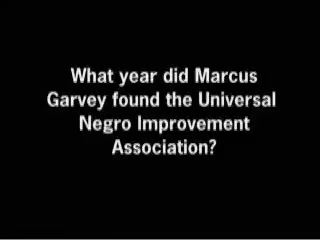 What year did Marcus
Garvey found the Universal
Negro Improvement
Association?